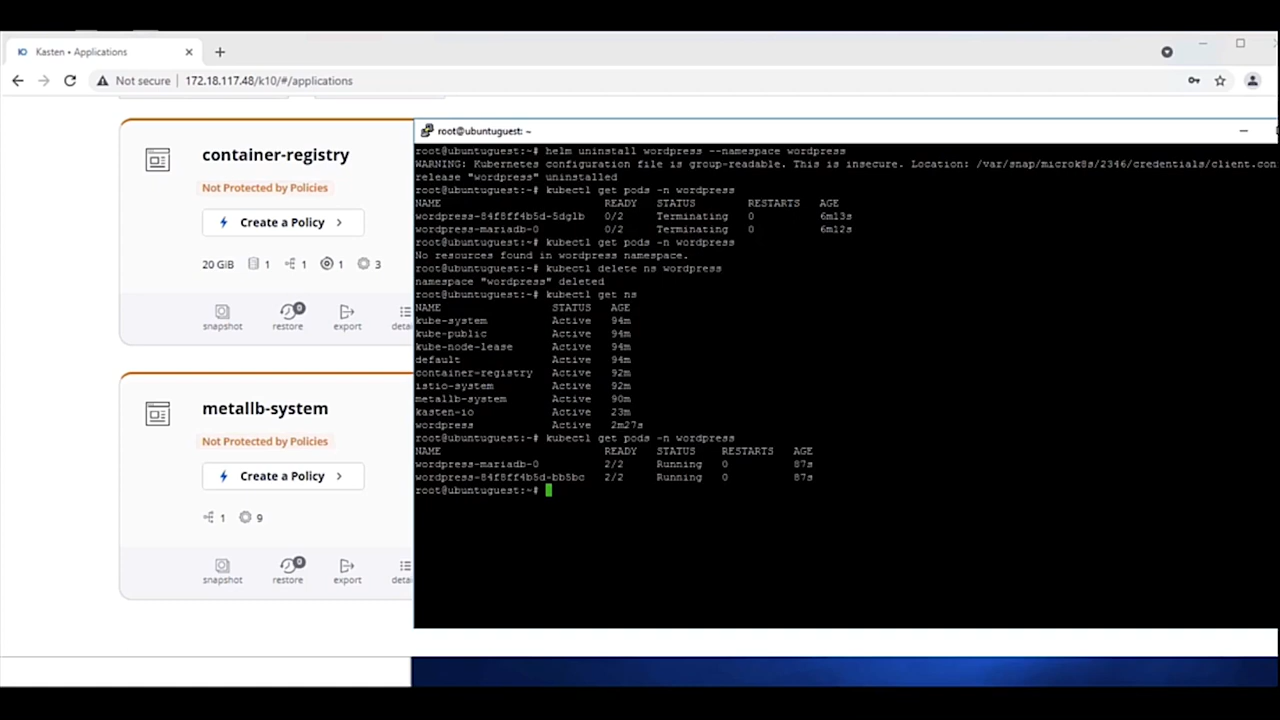 Kasten • Applications
Not secure 172.18.117.48/k10/#/applications
container-registry
Not Protected by Policies
Create a Policy
20 GiB 1 1 1 3
0
snapshot restore export
metallb-system
Not Protected by Policies
Create a Policy
1 9
0
snapshot restore export
root@ubuntuguest: ~
root@ubuntuguest:~# helm uninstall wordpress --namespace wordpress
WARNING: Kubernetes configuration file is group-readable. This is insecure. Location: /var/snap/microk8s/2346/credentials/client.con
release "wordpress" uninstalled
root@ubuntuguest:~# kubectl get pods -n wordpress
NAME READY STATUS RESTARTS AGE
wordpress-84f8ff4b5d-5dglb 0/2 Terminating 0 6m13s
wordpress-mariadb-0 0/2 Terminating 0 6m12s
root@ubuntuguest:~# kubectl get pods -n wordpress
No resources found in wordpress namespace.
root@ubuntuguest:~# kubectl delete ns wordpress
namespace "wordpress" deleted
root@ubuntuguest:~# kubectl get ns
NAME STATUS AGE
kube-system Active 94m
kube-public Active 94m
kube-node-lease Active 94m
default Active 94m
container-registry Active 92m
istio-system Active 92m
metallb-system Active 90m
kasten-io Active 23m
wordpress Active 2m27s
root@ubuntuguest:~# kubectl get pods -n wordpress
NAME READY STATUS RESTARTS AGE
wordpress-mariadb-0 2/2 Running 0 87s
wordpress-84f8ff4b5d-bb5bc 2/2 Running 0 87s
root@ubuntuguest:~#